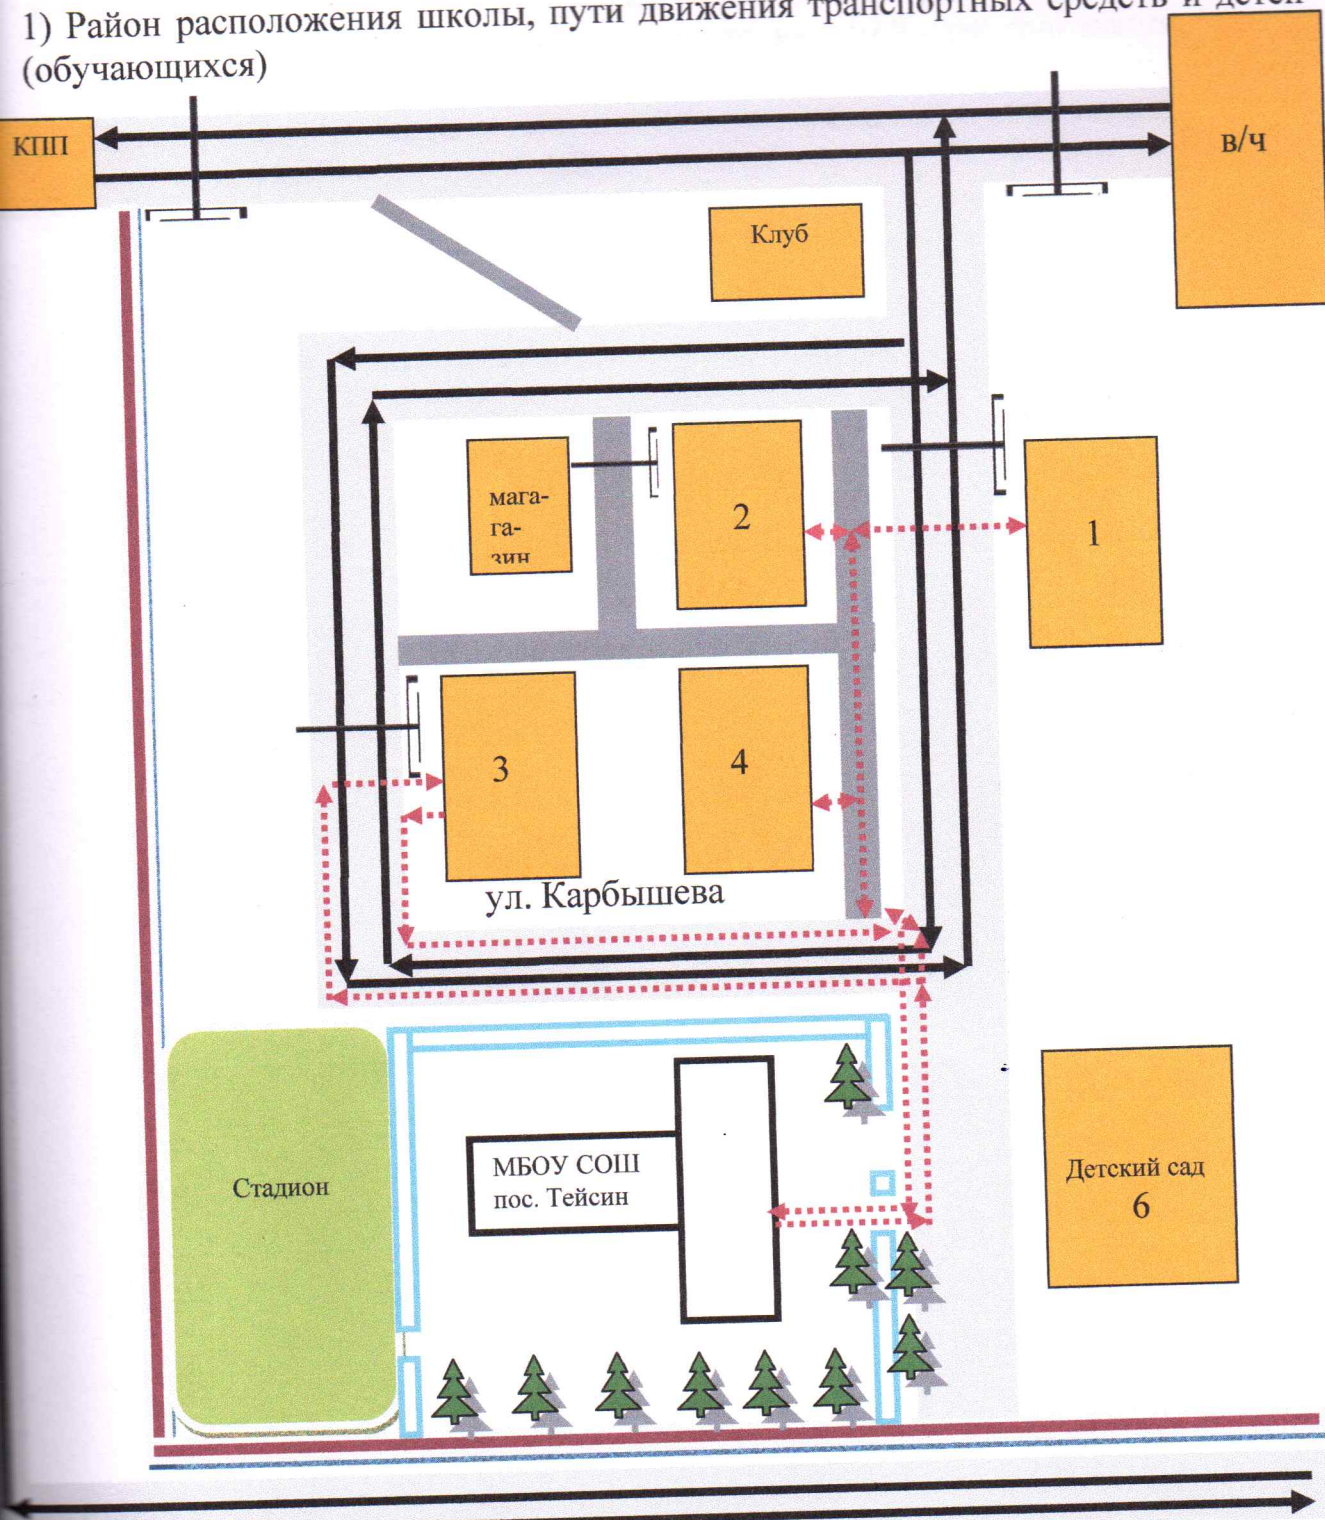 1) Район расположения школы, пути движения транспортных средств и детей
(обучающихся)
КПП
в/ч
Клуб
мага-
га-
зин
2
1
3
4
ул. Карбышева
МБОУ СОШ
пос. Тейсин
Стадион
Детский сад
6